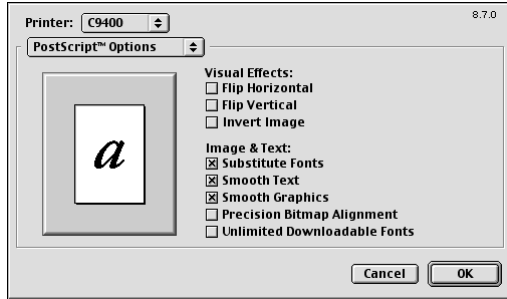 Printer: C9400 8.7.0
PostScript™ Options
Visual Effects:
Flip Horizontal
Flip Vertical
Invert Image
a
Image & Text:
Substitute Fonts
Smooth Text
Smooth Graphics
Precision Bitmap Alignment
Unlimited Downloadable Fonts
Cancel OK